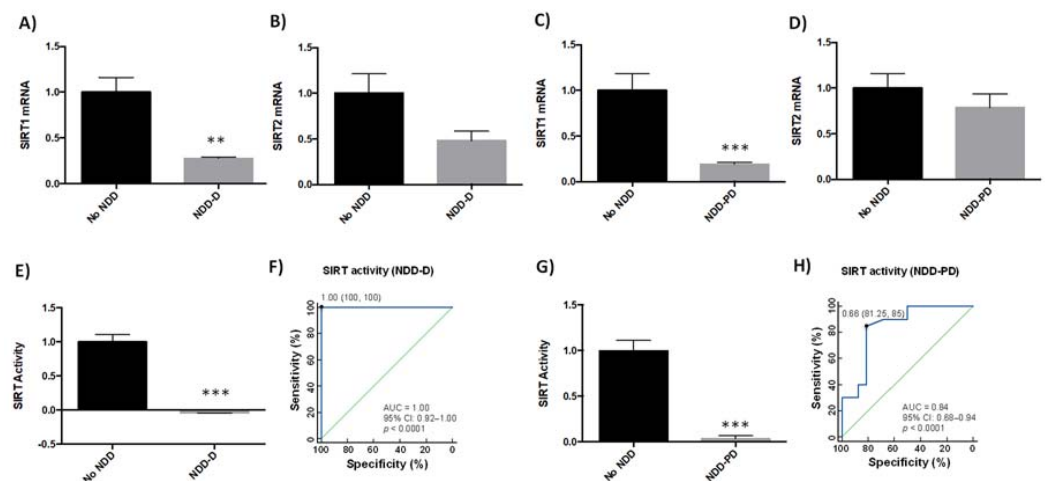 A)
SIRT1 mRNA
1.5
1.0
0.5
0.0
**
No NDD
NDD-D
B)
SIRT2 mRNA
1.5
1.0
0.5
0.0
No NDD
NDD-D
C)
SIRT1 mRNA
1.5
1.0
0.5
0.0
***
No NDD
NDD-PD
D)
SIRT2 mRNA
1.5
1.0
0.5
0.0
No NDD
NDD-PD
E)
SIRT Activity
1.5
1.0
0.5
0.0
-0.5
***
No NDD
NDD-D
F)
SIRT activity (NDD-D)
1.00 (100, 100)
Sensitivity (%)
100
80
60
40
20
0
AUC = 1.00
95% CI: 0.92–1.00
p < 0.0001
100 80 60 40 20 0
Specificity (%)
G)
SIRT Activity
1.5
1.0
0.5
0.0
***
No NDD
NDD-PD
H)
SIRT activity (NDD-PD)
0.66 (81.25, 85)
Sensitivity (%)
100
80
60
40
20
0
AUC = 0.84
95% CI: 0.68–0.94
p < 0.0001
100 80 60 40 20 0
Specificity (%)